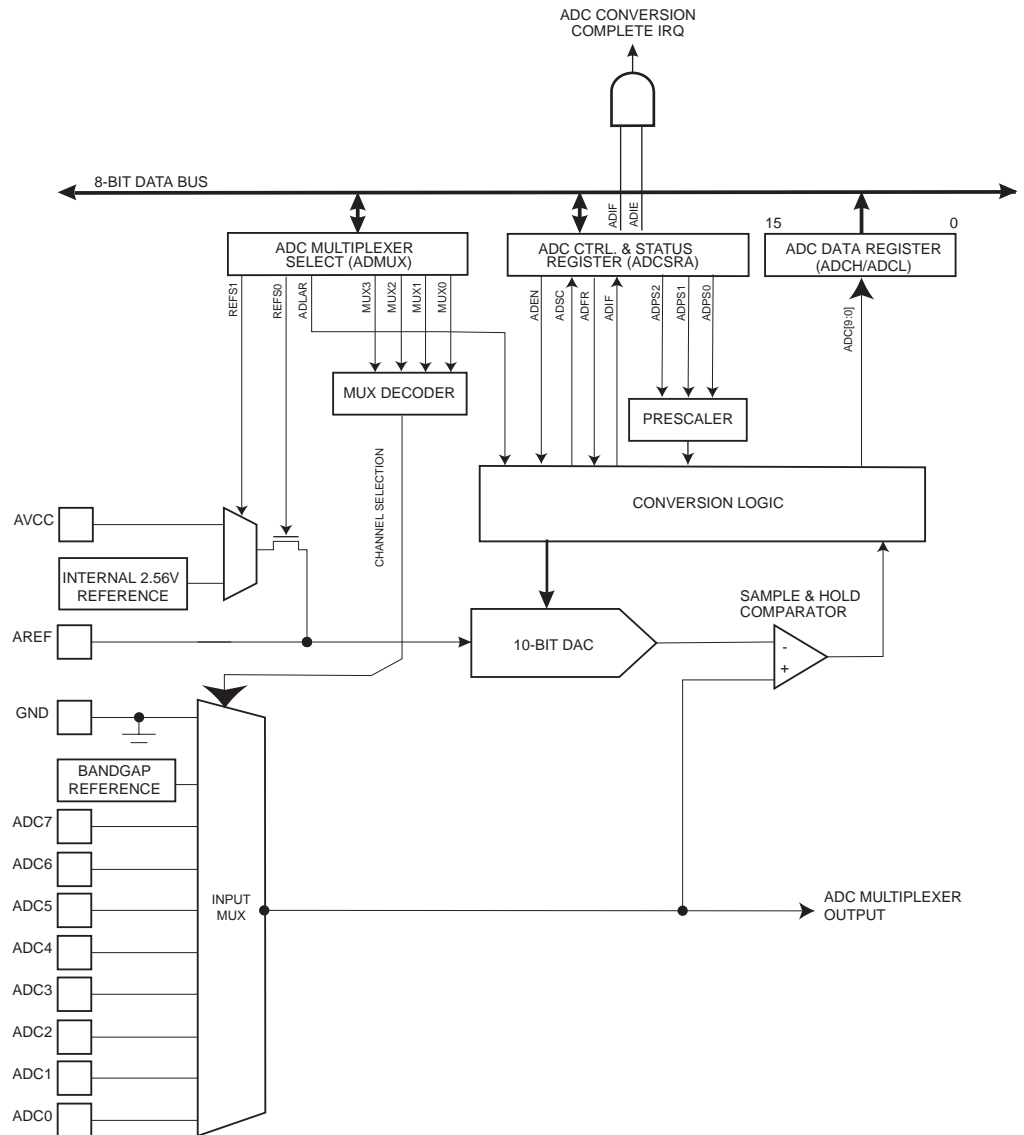 ADC CONVERSION
COMPLETE IRQ
8-BIT DATA BUS
ADIF
ADIE
15
0
ADC MULTIPLEXER
SELECT (ADMUX)
ADC CTRL. & STATUS
REGISTER (ADCSRA)
ADC DATA REGISTER
(ADCH/ADCL)
REFS1
REFS0
ADLAR
MUX3
MUX2
MUX1
MUX0
ADEN
ADSC
ADFR
ADIF
ADPS2
ADPS1
ADPS0
ADC[9:0]
MUX DECODER
PRESCALER
CHANNEL SELECTION
CONVERSION LOGIC
AVCC
INTERNAL 2.56V
REFERENCE
SAMPLE & HOLD
COMPARATOR
AREF
10-BIT DAC
-
+
GND
BANDGAP
REFERENCE
ADC7
ADC6
ADC5
ADC4
ADC3
ADC2
ADC1
ADC0
INPUT
MUX
ADC MULTIPLEXER
OUTPUT